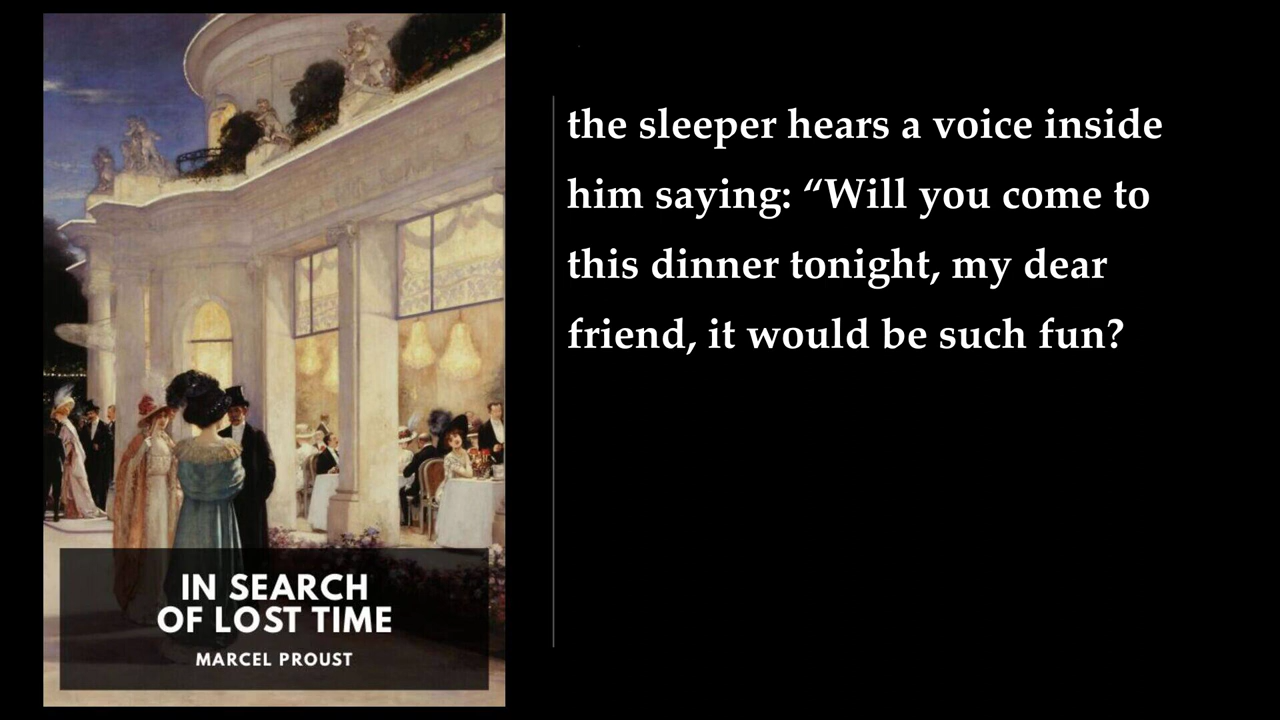 the sleeper hears a voice inside
him saying: “Will you come to
this dinner tonight, my dear
friend, it would be such fun?
IN SEARCH
OF LOST TIME
MARCEL PROUST